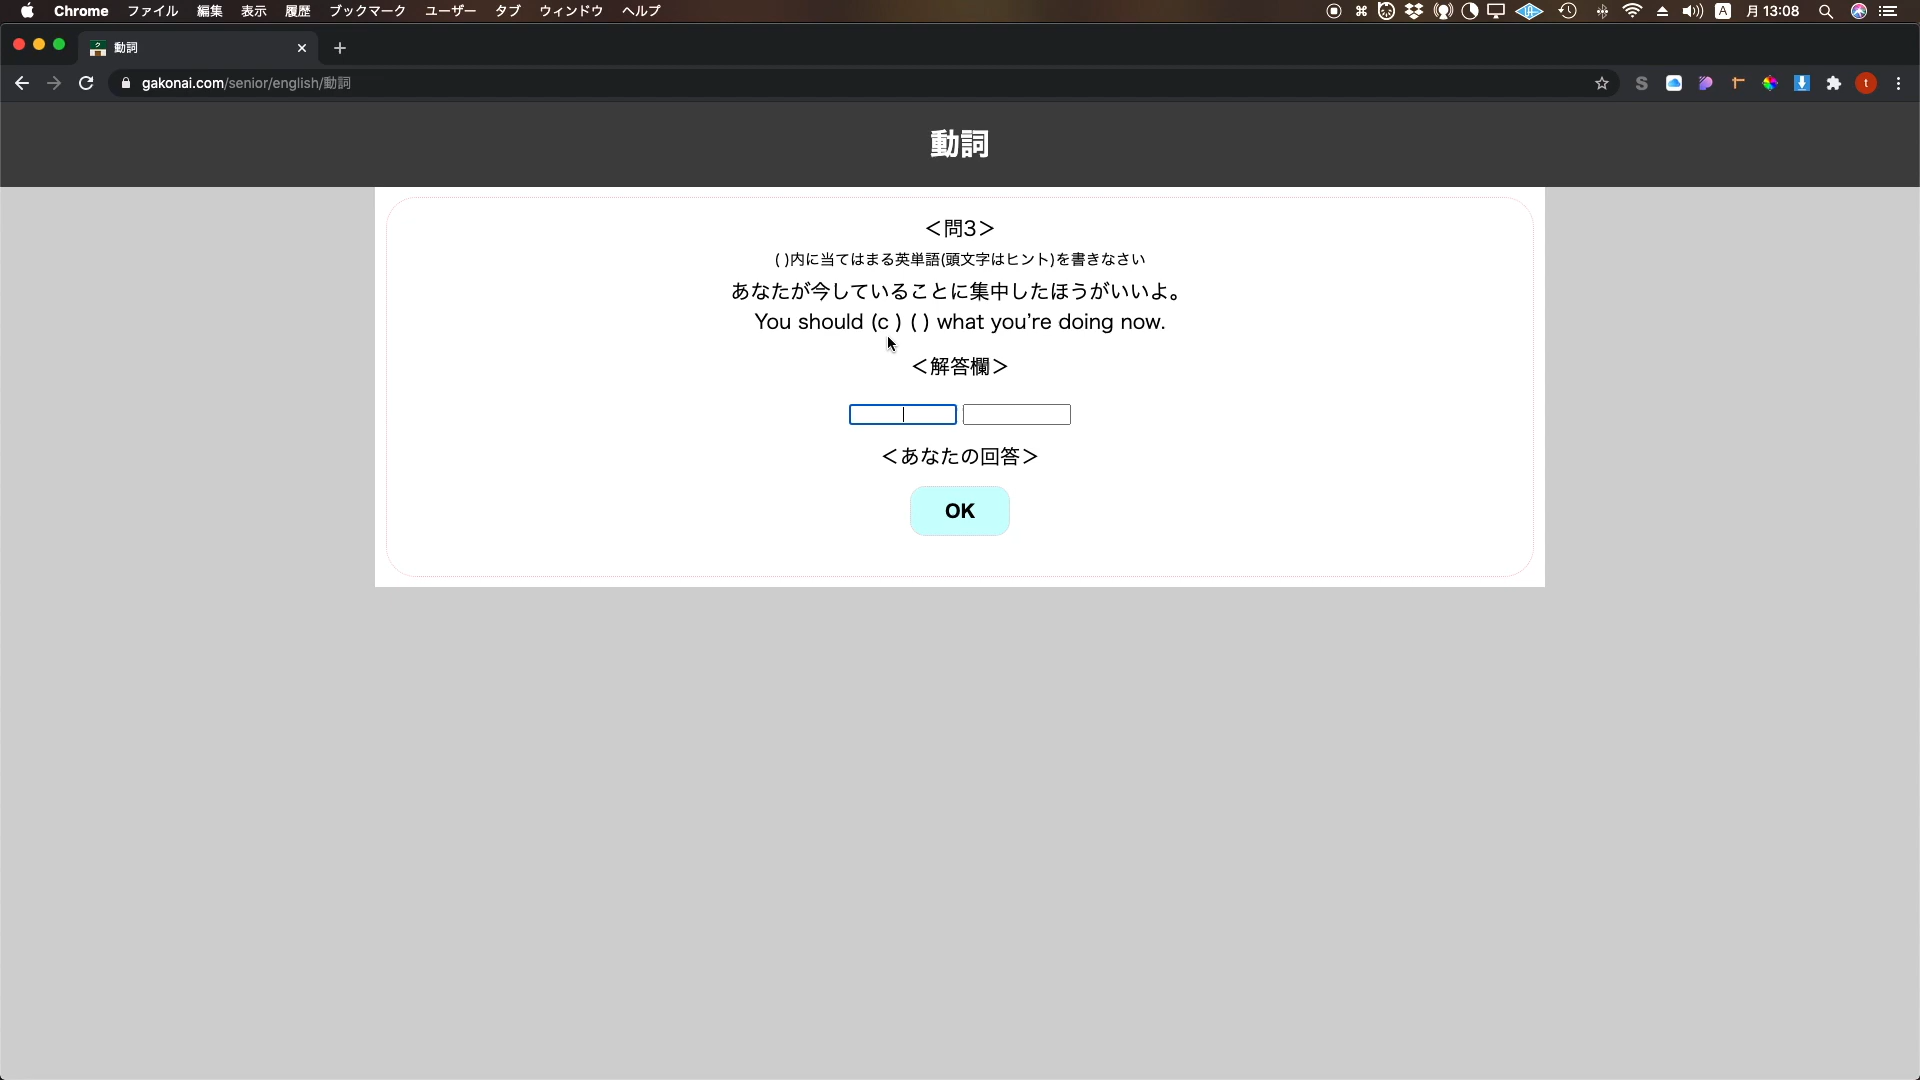 Chrome ファイル 編集 表示 履歴 ブックマーク ユーザー タブ ウィンドウ ヘルプ A 月 13:08
動詞
gakonai.com/senior/english/動詞 S t
動詞
＜問3＞
( )内に当てはまる英単語(頭文字はヒント)を書きなさい
あなたが今していることに集中したほうがいいよ。
You should (c ) ( ) what you’re doing now.
＜解答欄＞
＜あなたの回答＞
OK